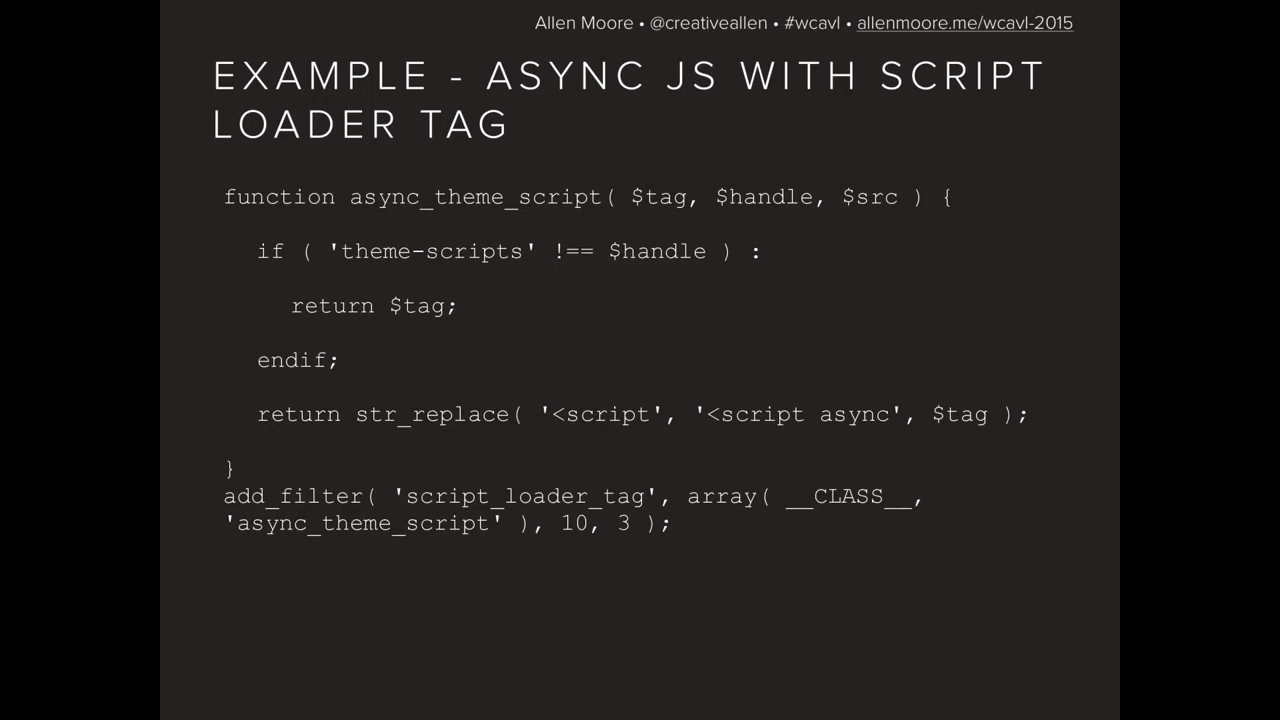 Allen Moore • @creativeallen • #wcavl • allenmoore.me/wcavl-2015
EXAMPLE - ASYNC JS WITH SCRIPT
LOADER TAG
function async_theme_script( $tag, $handle, $src ) {
if ( 'theme-scripts' !== $handle ) :
return $tag;
endif;
return str_replace( '<script', '<script async', $tag );
}
add_filter( 'script_loader_tag', array( __CLASS__,
'async_theme_script' ), 10, 3 );